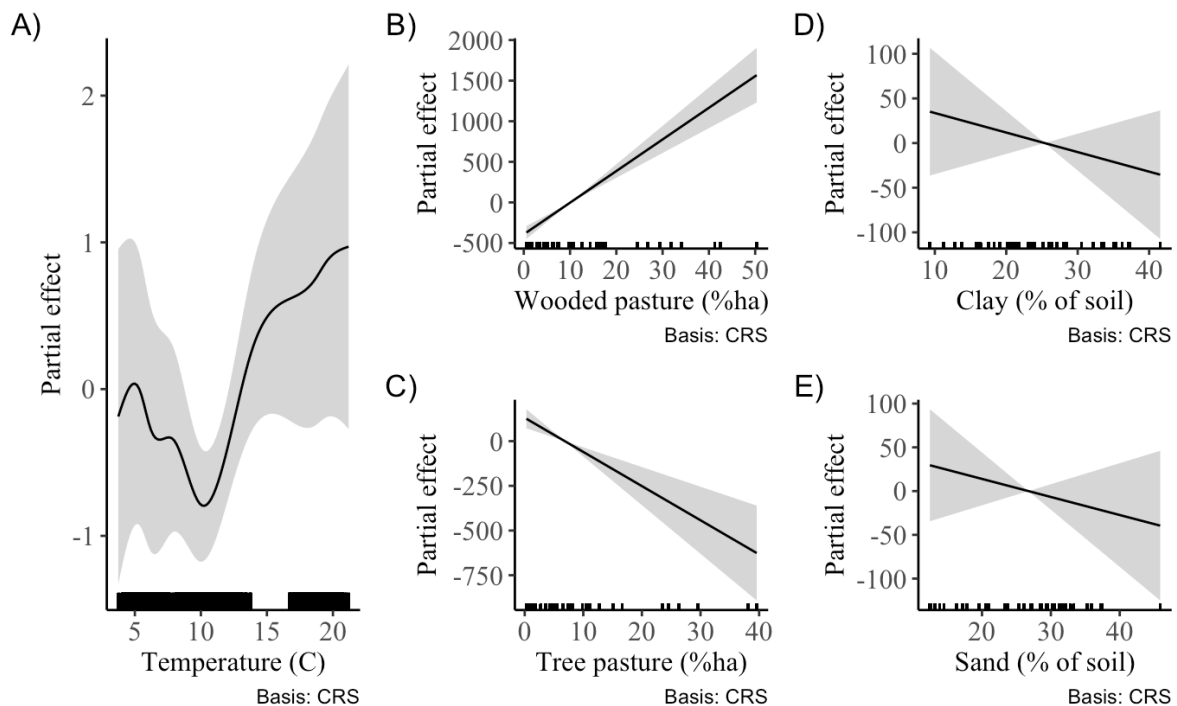 A)
2
1
0
-1
Partial effect
5 10 15 20
Temperature (C)
Basis: CRS
B)
2000
1500
1000
500
0
-500
Partial effect
0 10 20 30 40 50
Wooded pasture (%ha)
Basis: CRS
C)
0
-250
-500
-750
Partial effect
0 10 20 30 40
Tree pasture (%ha)
Basis: CRS
D)
100
50
0
-50
-100
Partial effect
10 20 30 40
Clay (% of soil)
Basis: CRS
E)
100
50
0
-50
-100
Partial effect
20 30 40
Sand (% of soil)
Basis: CRS